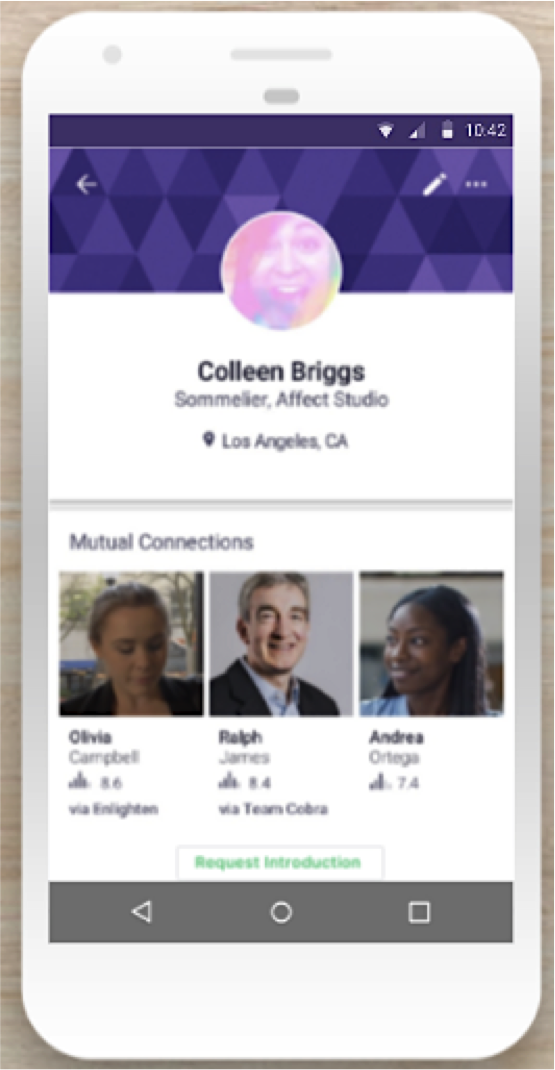 10:42
Colleen Briggs
Sommelier, Affect Studio
Los Angeles, CA
Mutual Connections
Olivia
Campbell
8.6
via Enlighten
Ralph
James
8.4
via Team Cobra
Andrea
Ortega
7.4
Request Introduction